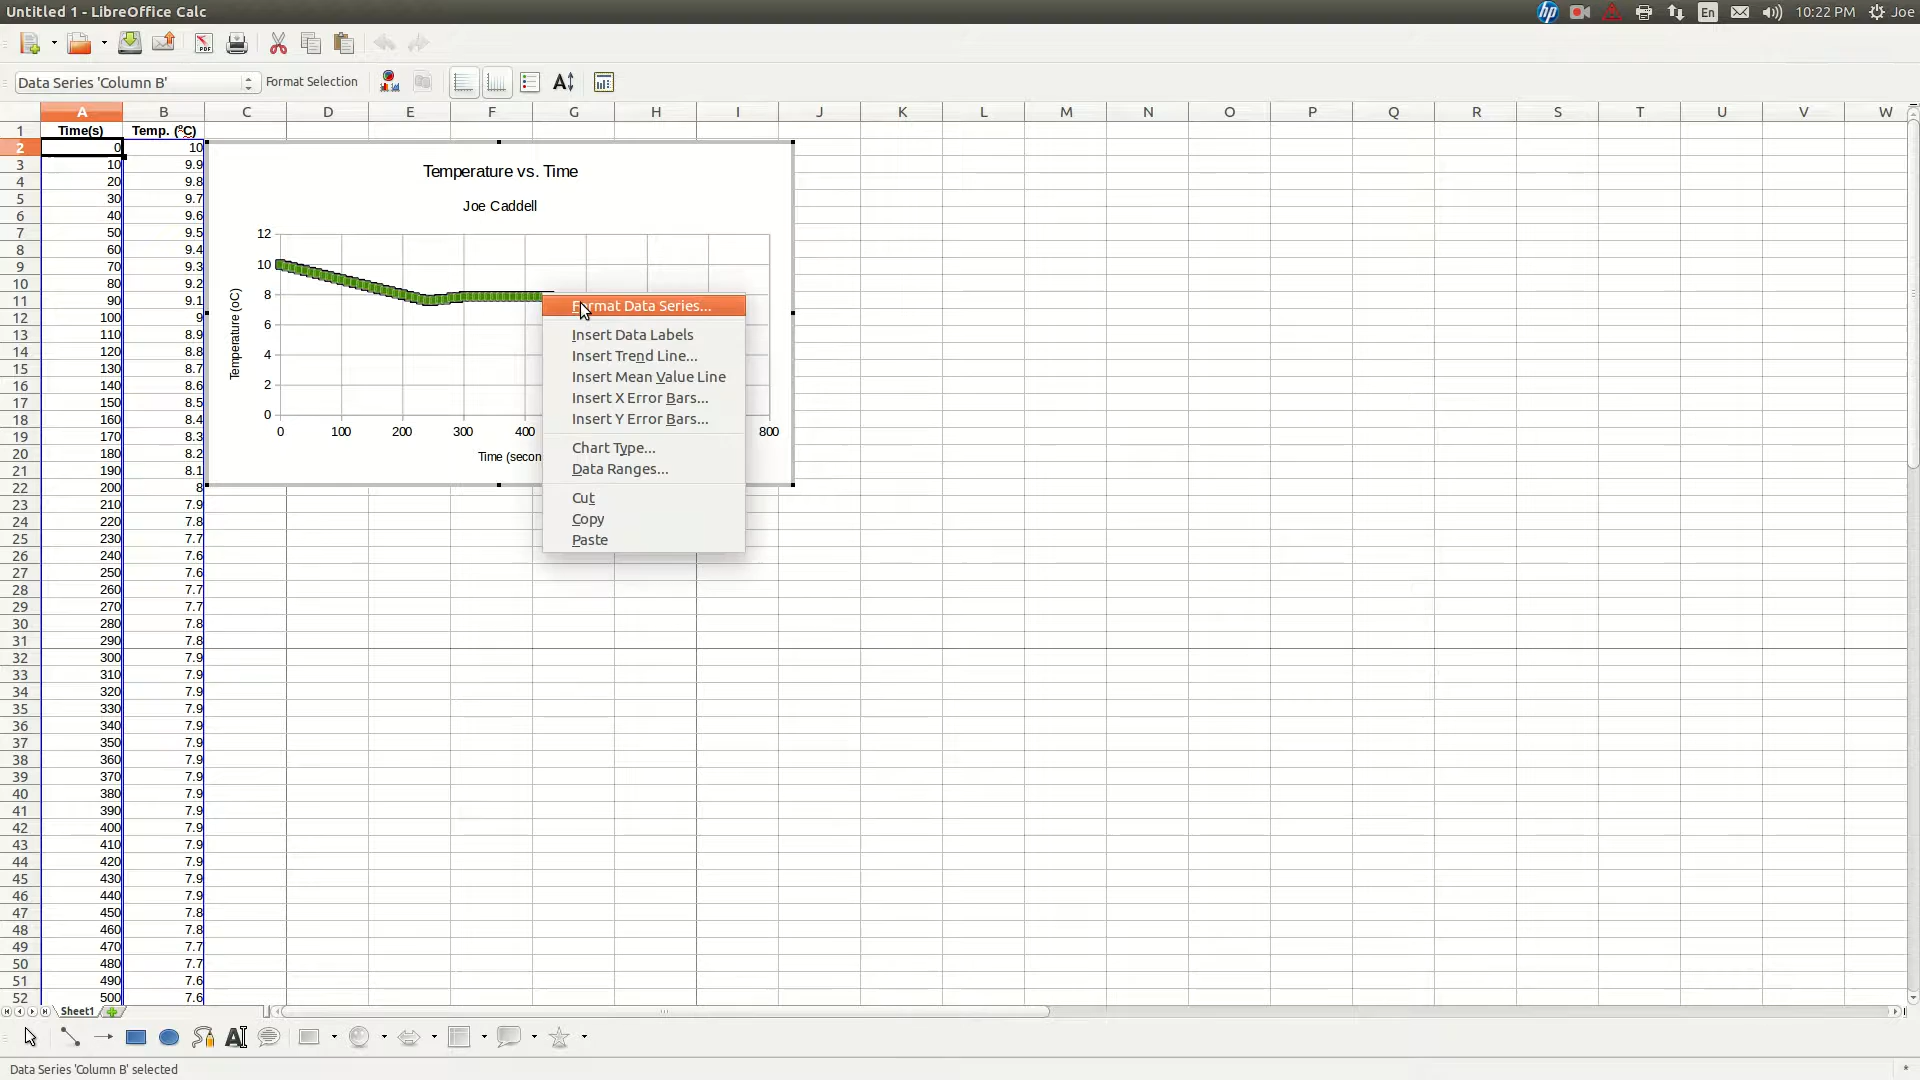 Untitled 1 - LibreOffice Calc
En
10:22 PM
Joe
Data Series 'Column B'
Format Selection
A B C D E F G H I J K L M N O P Q R S T U V W
1 Time(s) Temp. (°C)
2 0 10
3 10 9.9
4 20 9.8
5 30 9.7
6 40 9.6
7 50 9.5
8 60 9.4
9 70 9.3
10 80 9.2
11 90 9.1
12 100 9
13 110 8.9
14 120 8.8
15 130 8.7
16 140 8.6
17 150 8.5
18 160 8.4
19 170 8.3
20 180 8.2
21 190 8.1
22 200 8
23 210 7.9
24 220 7.8
25 230 7.7
26 240 7.6
27 250 7.6
28 260 7.7
29 270 7.7
30 280 7.8
31 290 7.8
32 300 7.9
33 310 7.9
34 320 7.9
35 330 7.9
36 340 7.9
37 350 7.9
38 360 7.9
39 370 7.9
40 380 7.9
41 390 7.9
42 400 7.9
43 410 7.9
44 420 7.9
45 430 7.9
46 440 7.9
47 450 7.8
48 460 7.8
49 470 7.7
50 480 7.7
51 490 7.6
52 500 7.6
Temperature vs. Time
Joe Caddell
Temperature (oC)
12
10
8
6
4
2
0
0 100 200 300 400 800
Time (secon
Format Data Series...
Insert Data Labels
Insert Trend Line...
Insert Mean Value Line
Insert X Error Bars...
Insert Y Error Bars...
Chart Type...
Data Ranges...
Cut
Copy
Paste
Sheet1
Data Series 'Column B' selected